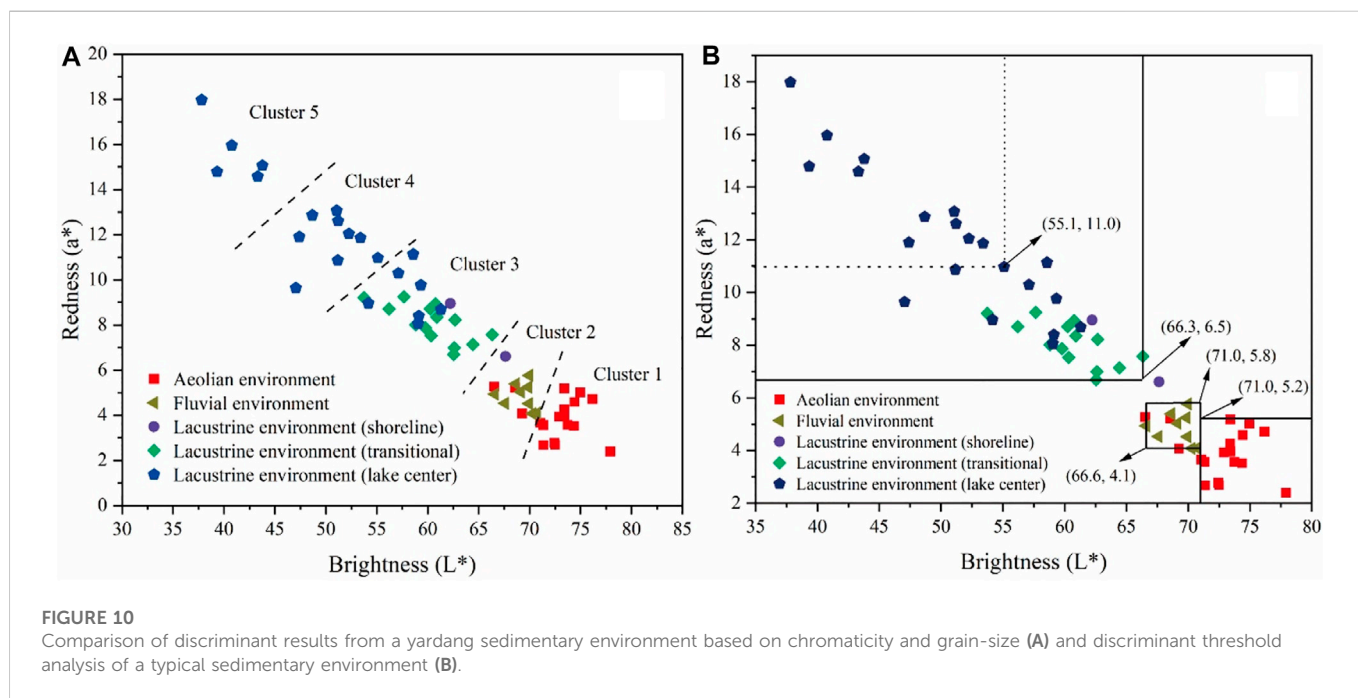 A
20
18
16
14
12
10
8
6
4
2
0
30 35 40 45 50 55 60 65 70 75 80 85
Redness (a*)
Brightness (L*)
Cluster 5
Cluster 4
Cluster 3
Cluster 2
Cluster 1
Aeolian environment
Fluvial environment
Lacustrine environment (shoreline)
Lacustrine environment (transitional)
Lacustrine environment (lake center)
B
18
16
14
12
10
8
6
4
2
35 40 45 50 55 60 65 70 75 80
Redness (a*)
Brightness (L*)
(55.1, 11.0)
(66.3, 6.5)
(71.0, 5.8)
(71.0, 5.2)
(66.6, 4.1)
Aeolian environment
Fluvial environment
Lacustrine environment (shoreline)
Lacustrine environment (transitional)
Lacustrine environment (lake center)
FIGURE 10
Comparison of discriminant results from a yardang sedimentary environment based on chromaticity and grain-size (A) and discriminant threshold
analysis of a typical sedimentary environment (B).